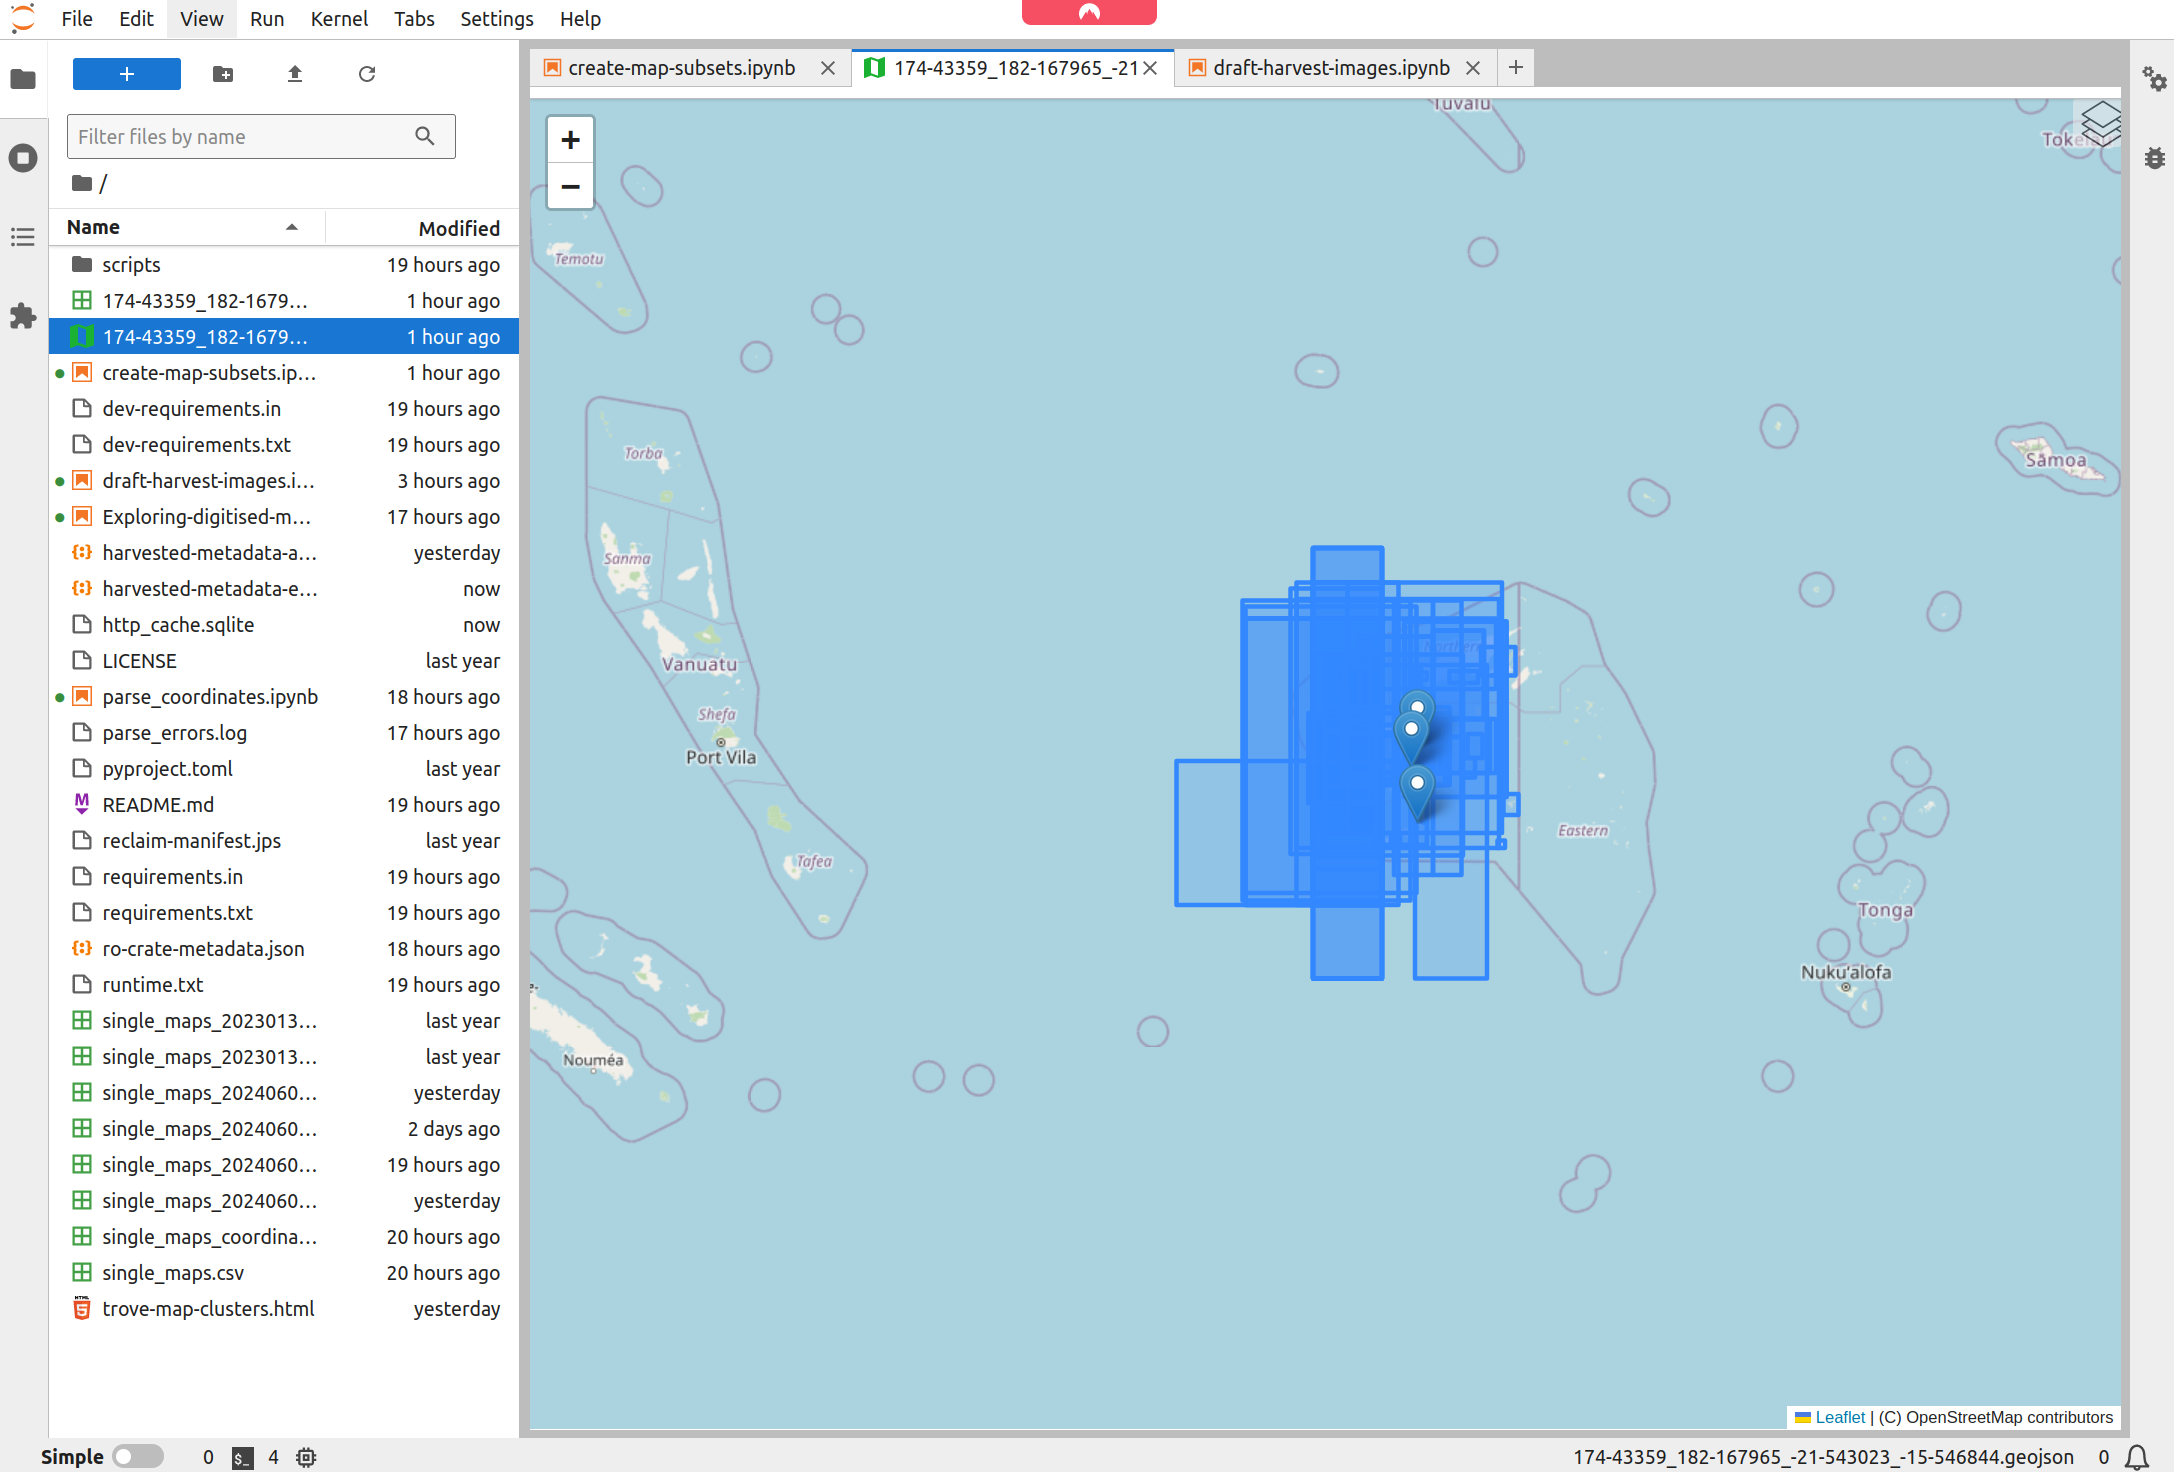 File Edit View Run Kernel Tabs Settings Help
create-map-subsets.ipynb
174-43359_182-167965_-21
draft-harvest-images.ipynb
Filter files by name
/
Name Modified
scripts 19 hours ago
174-43359_182-1679… 1 hour ago
174-43359_182-1679… 1 hour ago
create-map-subsets.ip… 1 hour ago
dev-requirements.in 19 hours ago
dev-requirements.txt 19 hours ago
draft-harvest-images.i… 3 hours ago
Exploring-digitised-m… 17 hours ago
harvested-metadata-a… yesterday
harvested-metadata-e… now
http_cache.sqlite now
LICENSE last year
parse_coordinates.ipynb 18 hours ago
parse_errors.log 17 hours ago
pyproject.toml last year
README.md 19 hours ago
reclaim-manifest.jps last year
requirements.in 19 hours ago
requirements.txt 19 hours ago
ro-crate-metadata.json 18 hours ago
runtime.txt 19 hours ago
single_maps_2023013… last year
single_maps_2023013… last year
single_maps_2024060… yesterday
single_maps_2024060… 2 days ago
single_maps_2024060… 19 hours ago
single_maps_2024060… yesterday
single_maps_coordina… 20 hours ago
single_maps.csv 20 hours ago
trove-map-clusters.html yesterday
+
−
Tuvalu
Temotu
Torba
Sāmoa
Sanma
Vanuatu
Shefa
Port Vila
Northern
Eastern
Tafea
Tonga
Nuku'alofa
Nouméa
Leaflet | (C) OpenStreetMap contributors
Simple 0 $_ 4
174-43359_182-167965_-21-543023_-15-546844.geojson 0